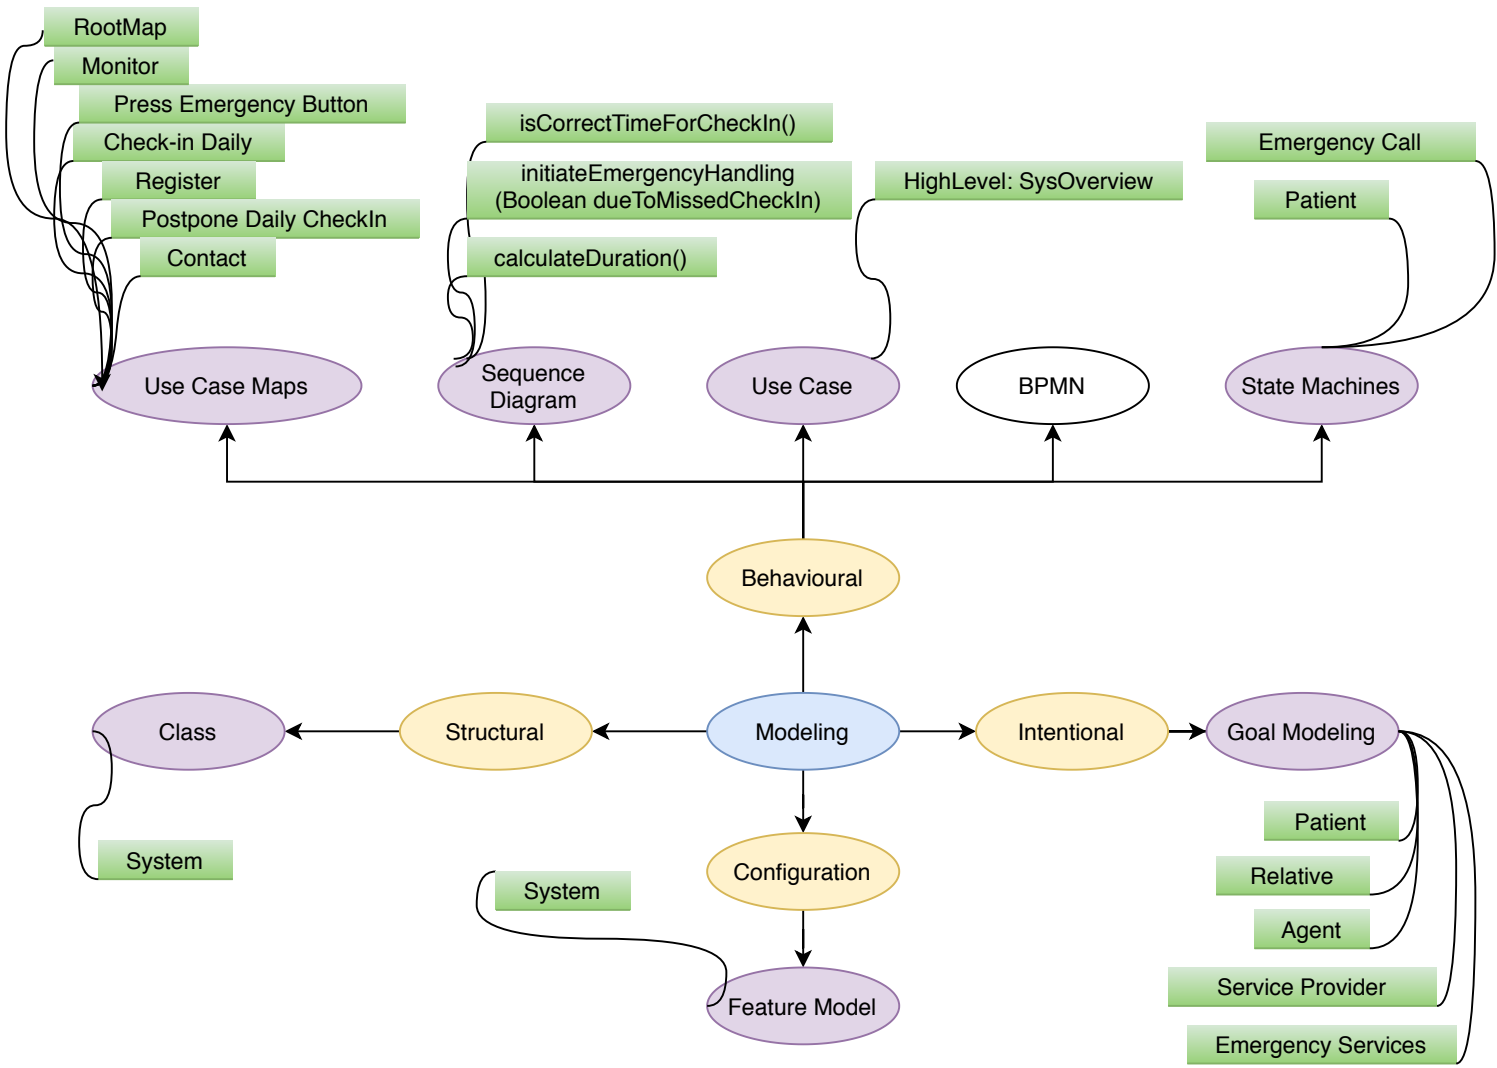 RootMap
Monitor
Press Emergency Button
Check-in Daily
Register
Postpone Daily CheckIn
Contact
isCorrectTimeForCheckIn()
initiateEmergencyHandling
(Boolean dueToMissedCheckIn)
calculateDuration()
HighLevel: SysOverview
Emergency Call
Patient
Use Case Maps
Sequence
Diagram
Use Case
BPMN
State Machines
Behavioural
Class
Structural
Modeling
Intentional
Goal Modeling
System
System
Configuration
Feature Model
Patient
Relative
Agent
Service Provider
Emergency Services